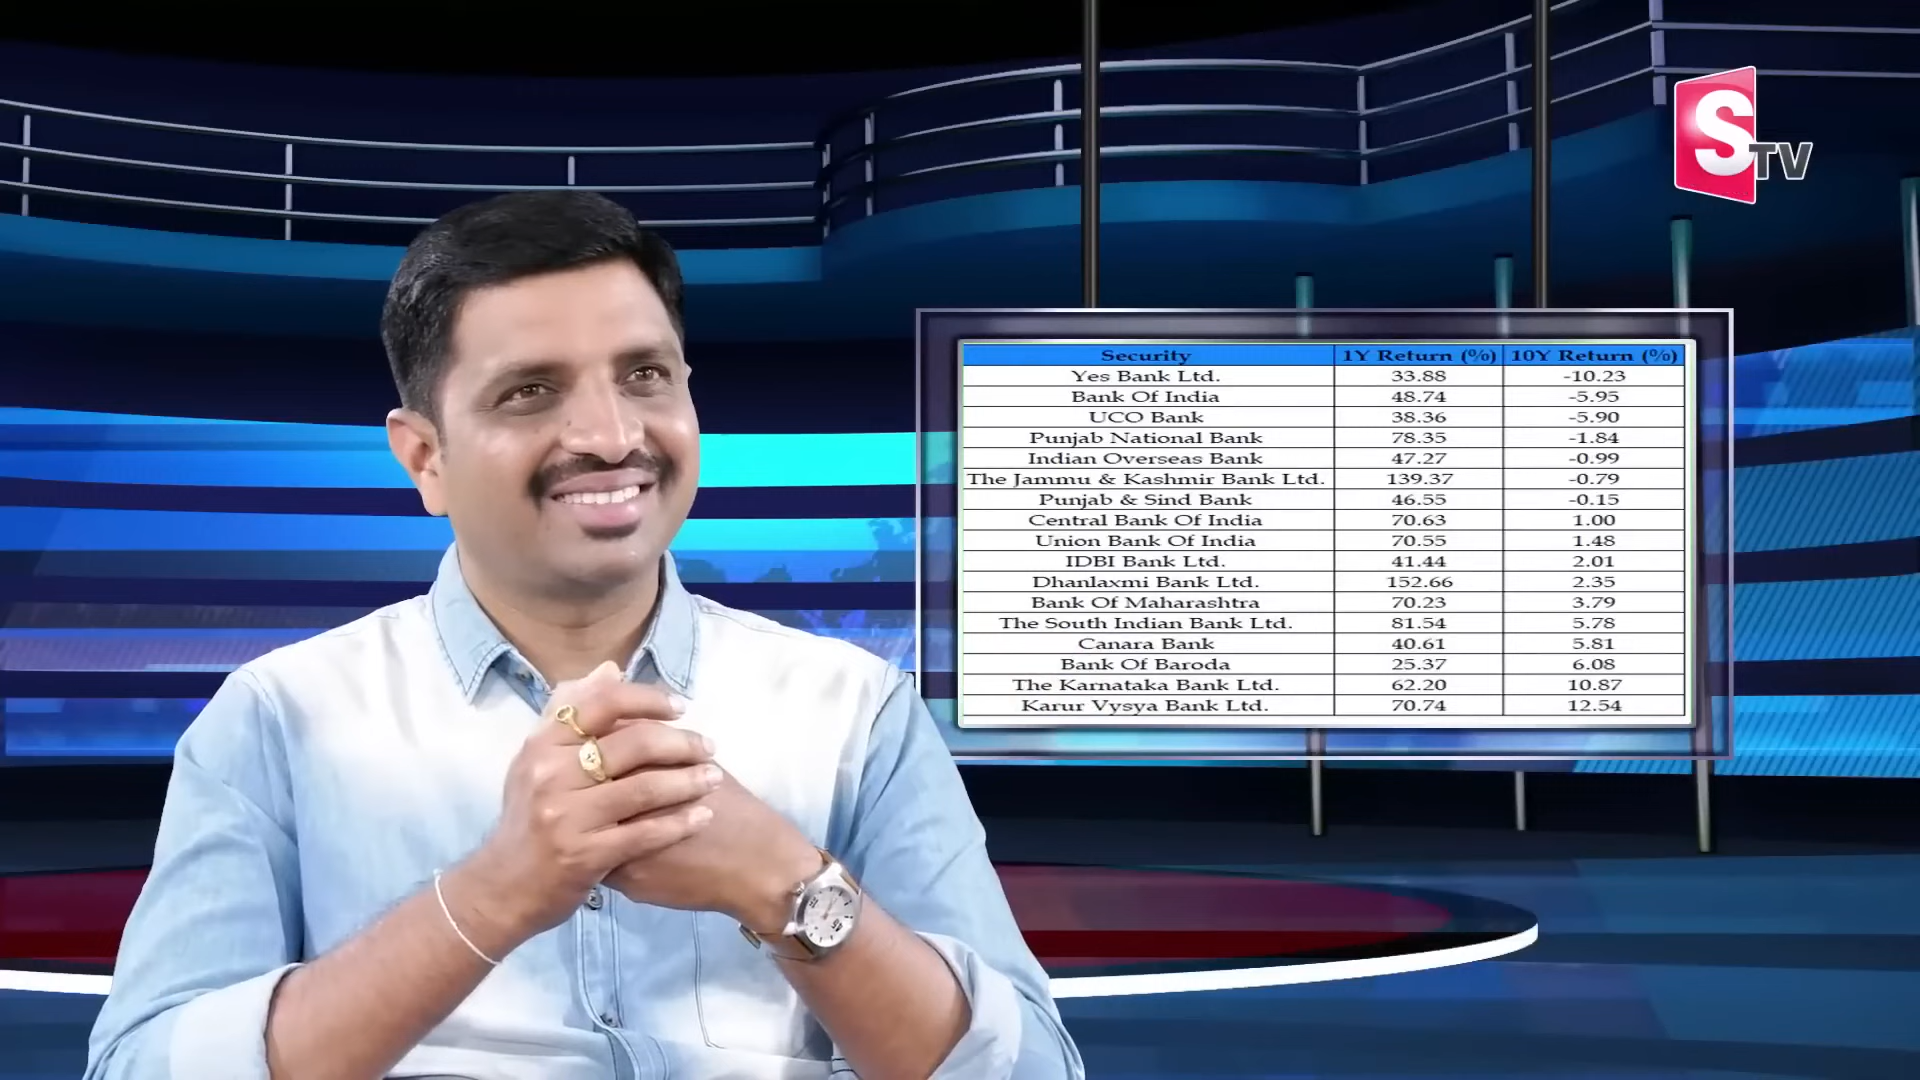 S TV
Security 1Y Return (%) 10Y Return (%)
Yes Bank Ltd. 33.88 -10.23
Bank Of India 48.74 -5.95
UCO Bank 38.36 -5.90
Punjab National Bank 78.35 -1.84
Indian Overseas Bank 47.27 -0.99
The Jammu & Kashmir Bank Ltd. 139.37 -0.79
Punjab & Sind Bank 46.55 -0.15
Central Bank Of India 70.63 1.00
Union Bank Of India 70.55 1.48
IDBI Bank Ltd. 41.44 2.01
Dhanlaxmi Bank Ltd. 152.66 2.35
Bank Of Maharashtra 70.23 3.79
The South Indian Bank Ltd. 81.54 5.78
Canara Bank 40.61 5.81
Bank Of Baroda 25.37 6.08
The Karnataka Bank Ltd. 62.20 10.87
Karur Vysya Bank Ltd. 70.74 12.54